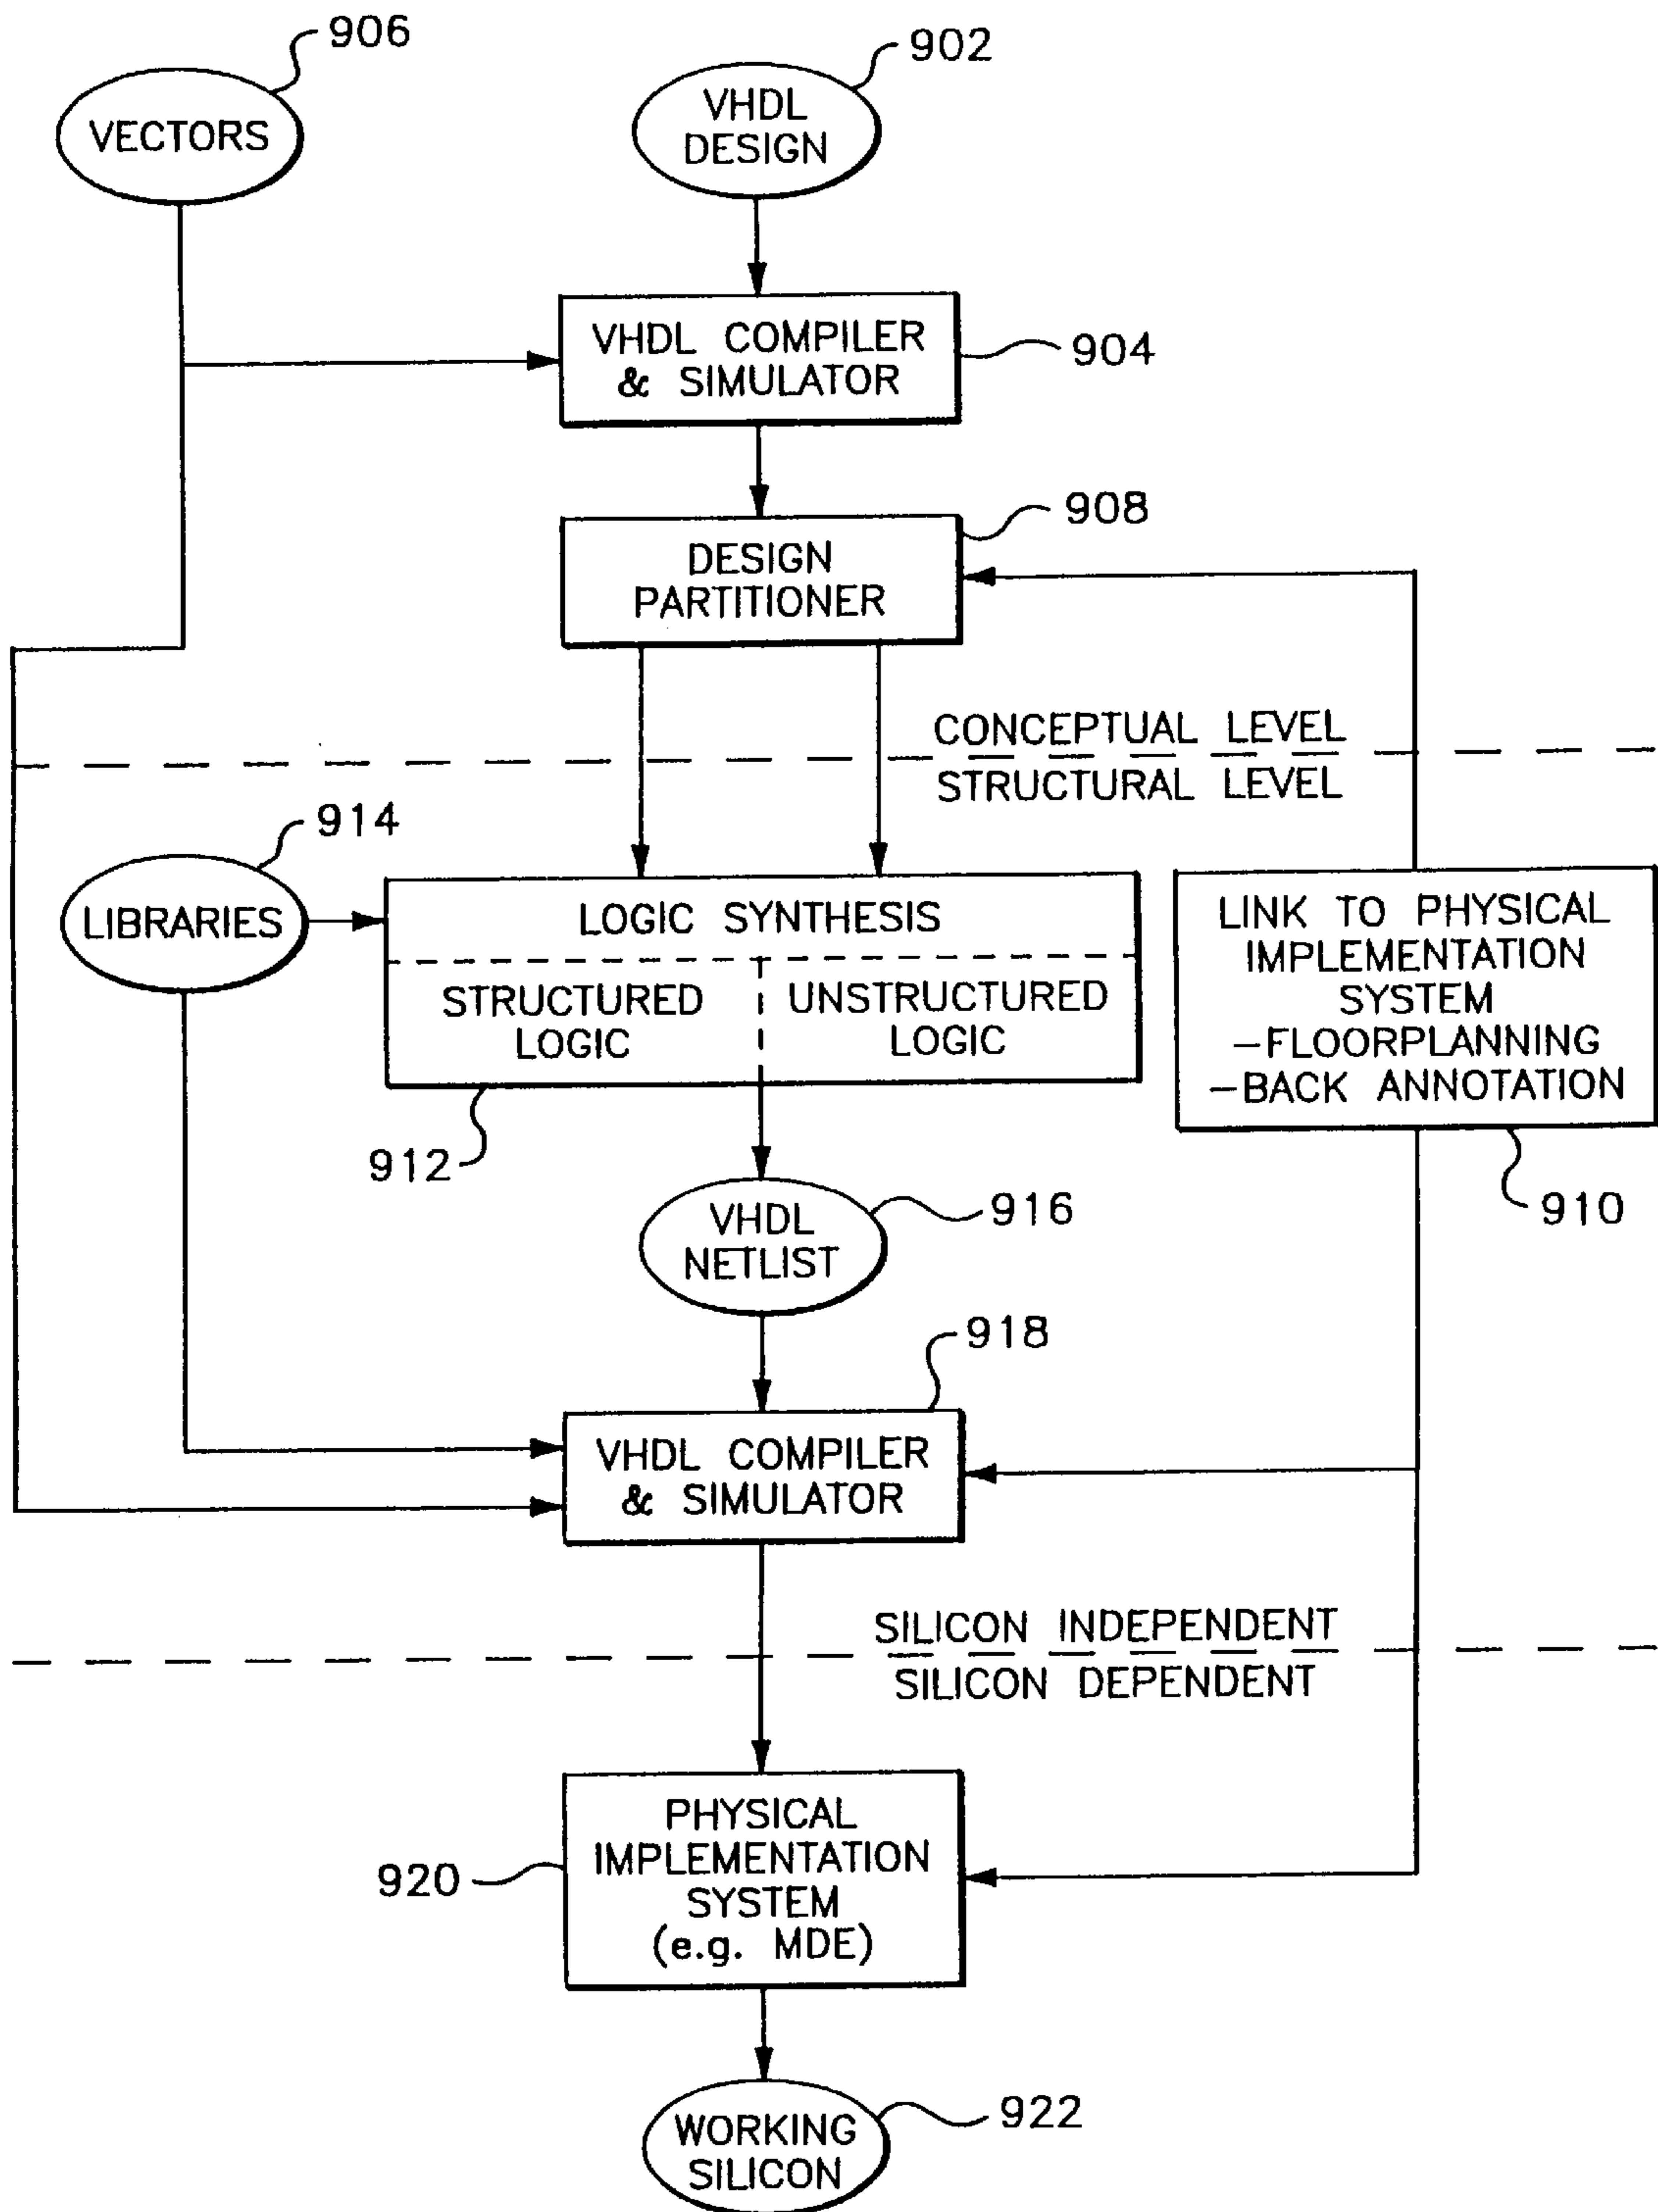 906
902
VECTORS
VHDL
DESIGN
VHDL COMPILER
& SIMULATOR
904
908
DESIGN
PARTITIONER
CONCEPTUAL LEVEL
STRUCTURAL LEVEL
914
LIBRARIES
LOGIC SYNTHESIS
STRUCTURED
LOGIC
UNSTRUCTURED
LOGIC
LINK TO PHYSICAL
IMPLEMENTATION
SYSTEM
-FLOORPLANNING
-BACK ANNOTATION
912
910
916
VHDL
NETLIST
918
VHDL COMPILER
& SIMULATOR
SILICON INDEPENDENT
SILICON DEPENDENT
920
PHYSICAL
IMPLEMENTATION
SYSTEM
(e.g. MDE)
922
WORKING
SILICON